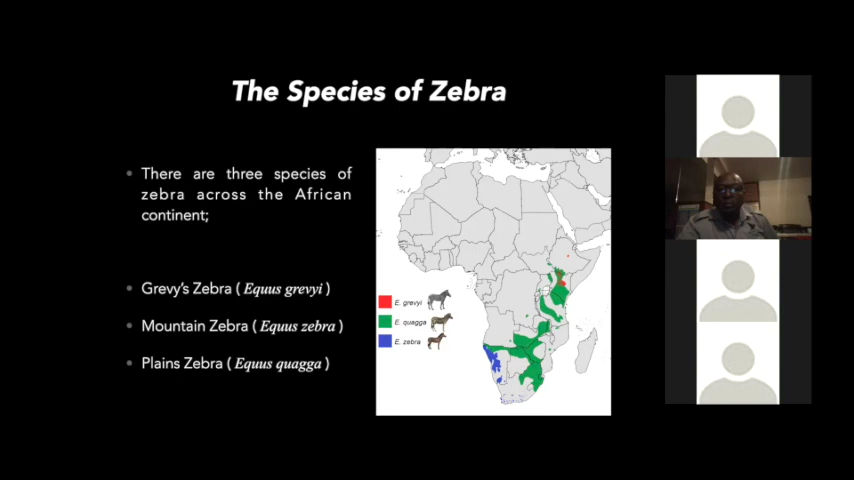 The Species of Zebra
There are three species of
zebra across the African
continent;
Grevy's Zebra ( Equus grevyi )
Mountain Zebra ( Equus zebra )
Plains Zebra ( Equus quagga )
E. grevyi
E. quagga
E. zebra